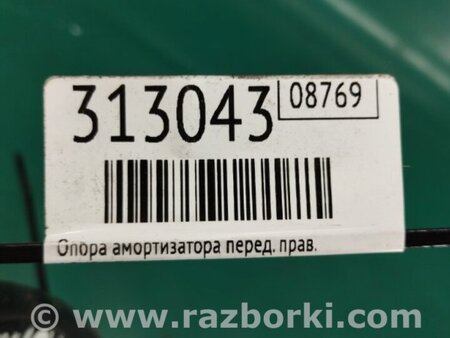 313043
08769
Опора амортизатора перед. прав.
www.razborki.com